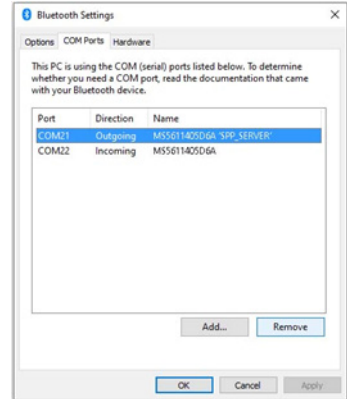 Bluetooth Settings
Options COM Ports Hardware
This PC is using the COM (serial) ports listed below. To determine
whether you need a COM port, read the documentation that came
with your Bluetooth device.
Port Direction Name
COM21 Outgoing MS5611405D6A 'SPP_SERVER'
COM22 Incoming MS5611405D6A
Add... Remove
OK Cancel Apply